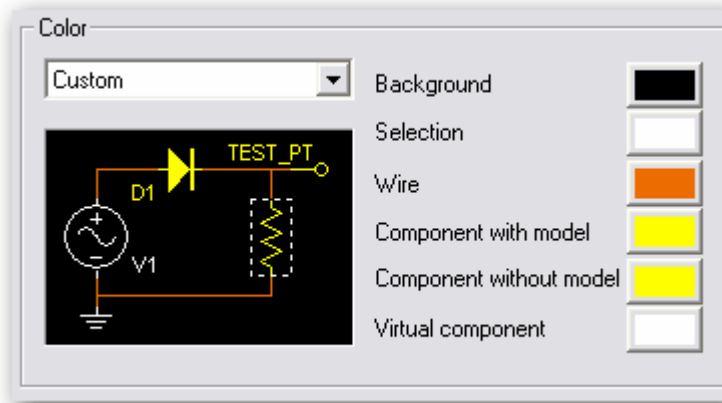 Color
Custom
TEST_PT
D1
V1
Background
Selection
Wire
Component with model
Component without model
Virtual component